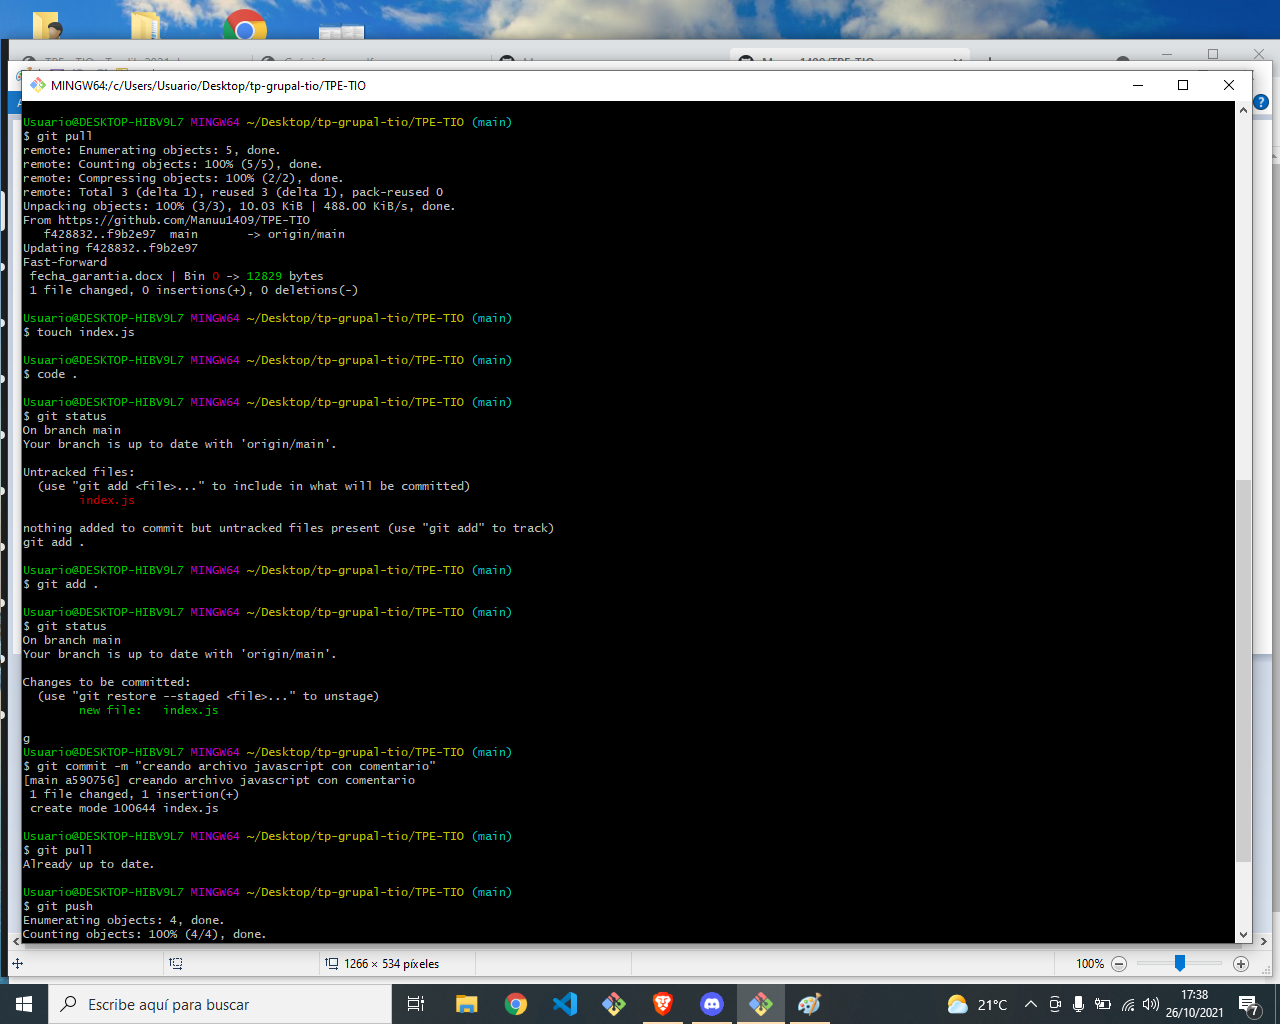 MINGW64:/c/Users/Usuario/Desktop/tp-grupal-tio/TPE-TIO
Usuario@DESKTOP-HIBV9L7 MINGW64 ~/Desktop/tp-grupal-tio/TPE-TIO (main)
$ git pull
remote: Enumerating objects: 5, done.
remote: Counting objects: 100% (5/5), done.
remote: Compressing objects: 100% (2/2), done.
remote: Total 3 (delta 1), reused 3 (delta 1), pack-reused 0
Unpacking objects: 100% (3/3), 10.03 KiB | 488.00 KiB/s, done.
From https://github.com/Manuu1409/TPE-TIO
   f428832..f9b2e97  main       -> origin/main
Updating f428832..f9b2e97
Fast-forward
 fecha_garantia.docx | Bin 0 -> 12829 bytes
 1 file changed, 0 insertions(+), 0 deletions(-)
Usuario@DESKTOP-HIBV9L7 MINGW64 ~/Desktop/tp-grupal-tio/TPE-TIO (main)
$ touch index.js
Usuario@DESKTOP-HIBV9L7 MINGW64 ~/Desktop/tp-grupal-tio/TPE-TIO (main)
$ code .
Usuario@DESKTOP-HIBV9L7 MINGW64 ~/Desktop/tp-grupal-tio/TPE-TIO (main)
$ git status
On branch main
Your branch is up to date with 'origin/main'.
Untracked files:
  (use "git add <file>..." to include in what will be committed)
        index.js
nothing added to commit but untracked files present (use "git add" to track)
git add .
Usuario@DESKTOP-HIBV9L7 MINGW64 ~/Desktop/tp-grupal-tio/TPE-TIO (main)
$ git add .
Usuario@DESKTOP-HIBV9L7 MINGW64 ~/Desktop/tp-grupal-tio/TPE-TIO (main)
$ git status
On branch main
Your branch is up to date with 'origin/main'.
Changes to be committed:
  (use "git restore --staged <file>..." to unstage)
        new file:   index.js
g
Usuario@DESKTOP-HIBV9L7 MINGW64 ~/Desktop/tp-grupal-tio/TPE-TIO (main)
$ git commit -m "creando archivo javascript con comentario"
[main a590756] creando archivo javascript con comentario
 1 file changed, 1 insertion(+)
 create mode 100644 index.js
Usuario@DESKTOP-HIBV9L7 MINGW64 ~/Desktop/tp-grupal-tio/TPE-TIO (main)
$ git pull
Already up to date.
Usuario@DESKTOP-HIBV9L7 MINGW64 ~/Desktop/tp-grupal-tio/TPE-TIO (main)
$ git push
Enumerating objects: 4, done.
Counting objects: 100% (4/4), done.
1266 × 534 píxeles
100%
Escribe aquí para buscar
21°C
17:38
26/10/2021
7